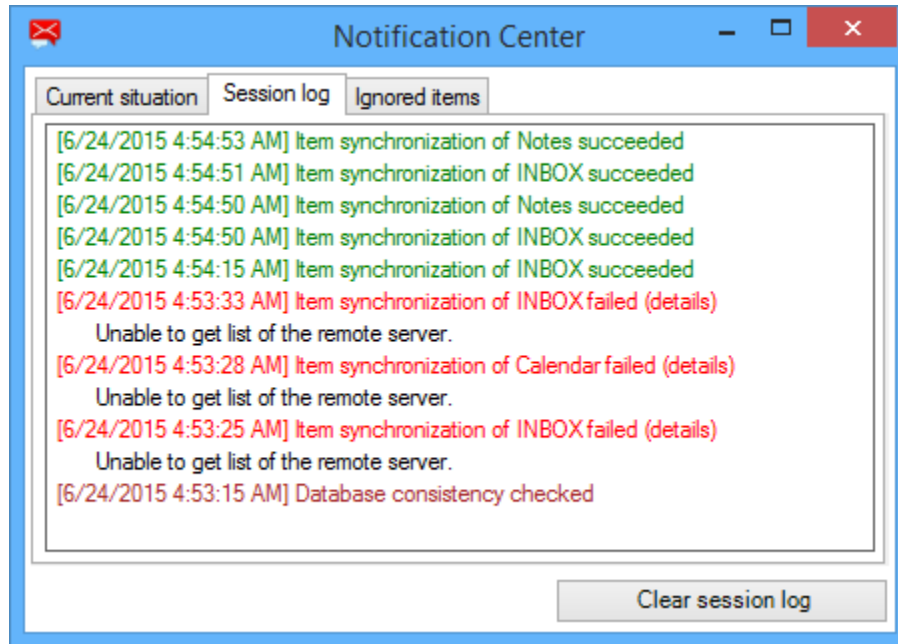 Notification Center
Current situation Session log Ignored items
[6/24/2015 4:54:53 AM] Item synchronization of Notes succeeded
[6/24/2015 4:54:51 AM] Item synchronization of INBOX succeeded
[6/24/2015 4:54:50 AM] Item synchronization of Notes succeeded
[6/24/2015 4:54:50 AM] Item synchronization of INBOX succeeded
[6/24/2015 4:54:15 AM] Item synchronization of INBOX succeeded
[6/24/2015 4:53:33 AM] Item synchronization of INBOX failed (details)
Unable to get list of the remote server.
[6/24/2015 4:53:28 AM] Item synchronization of Calendar failed (details)
Unable to get list of the remote server.
[6/24/2015 4:53:25 AM] Item synchronization of INBOX failed (details)
Unable to get list of the remote server.
[6/24/2015 4:53:15 AM] Database consistency checked
Clear session log